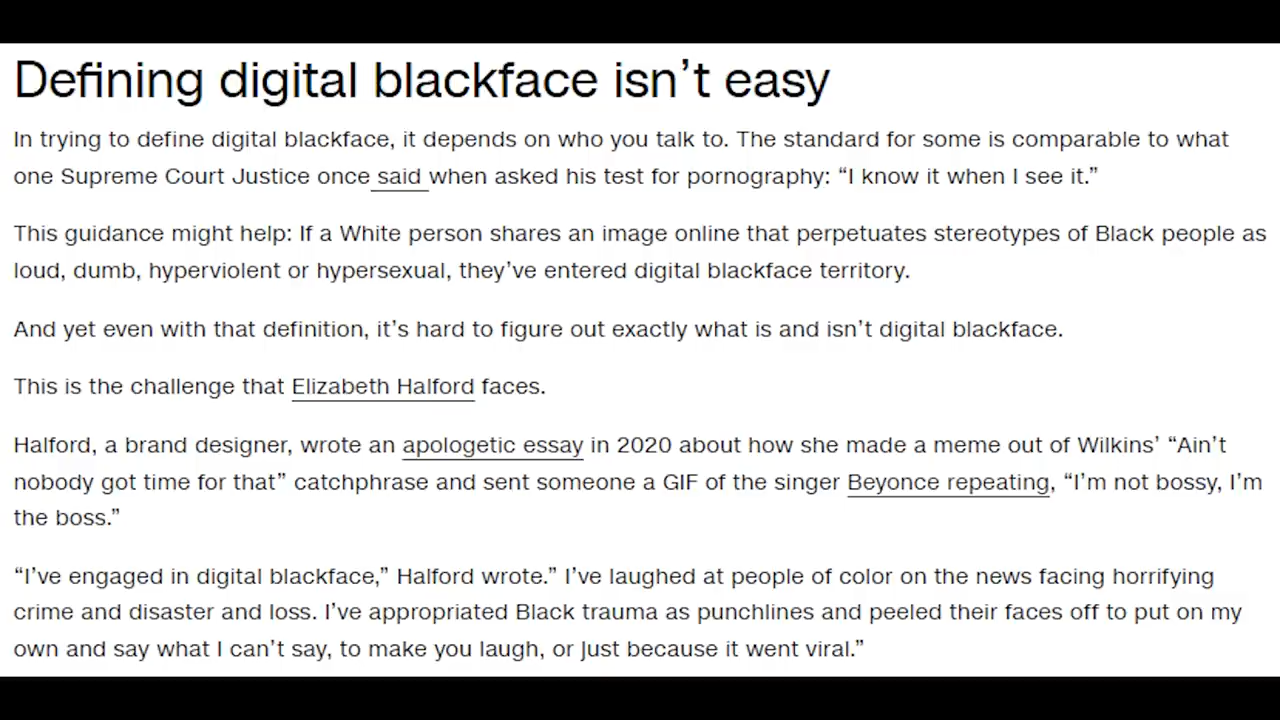 Defining digital blackface isn’t easy
In trying to define digital blackface, it depends on who you talk to. The standard for some is comparable to what
one Supreme Court Justice once said when asked his test for pornography: “I know it when I see it.”
This guidance might help: If a White person shares an image online that perpetuates stereotypes of Black people as
loud, dumb, hyperviolent or hypersexual, they’ve entered digital blackface territory.
And yet even with that definition, it’s hard to figure out exactly what is and isn’t digital blackface.
This is the challenge that Elizabeth Halford faces.
Halford, a brand designer, wrote an apologetic essay in 2020 about how she made a meme out of Wilkins’ “Ain’t
nobody got time for that” catchphrase and sent someone a GIF of the singer Beyonce repeating, “I’m not bossy, I’m
the boss.”
“I’ve engaged in digital blackface,” Halford wrote.” I’ve laughed at people of color on the news facing horrifying
crime and disaster and loss. I’ve appropriated Black trauma as punchlines and peeled their faces off to put on my
own and say what I can’t say, to make you laugh, or just because it went viral.”